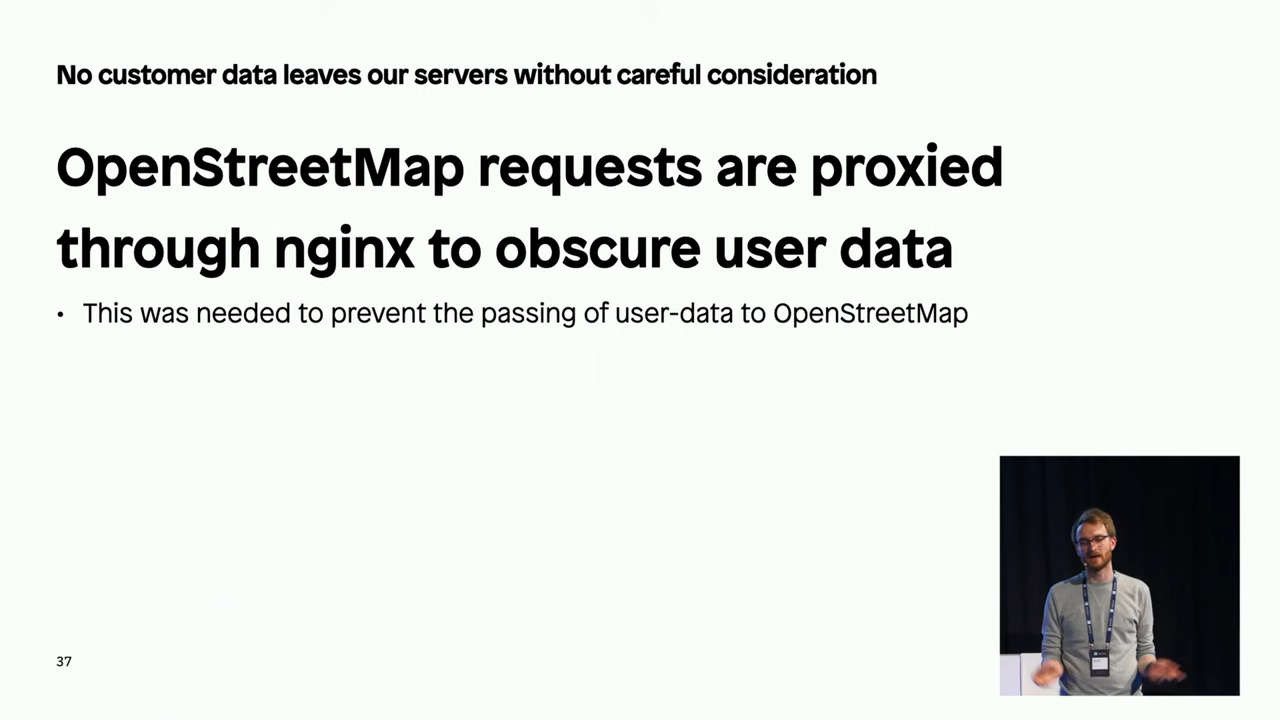 No customer data leaves our servers without careful consideration
OpenStreetMap requests are proxied
through nginx to obscure user data
• This was needed to prevent the passing of user-data to OpenStreetMap
37